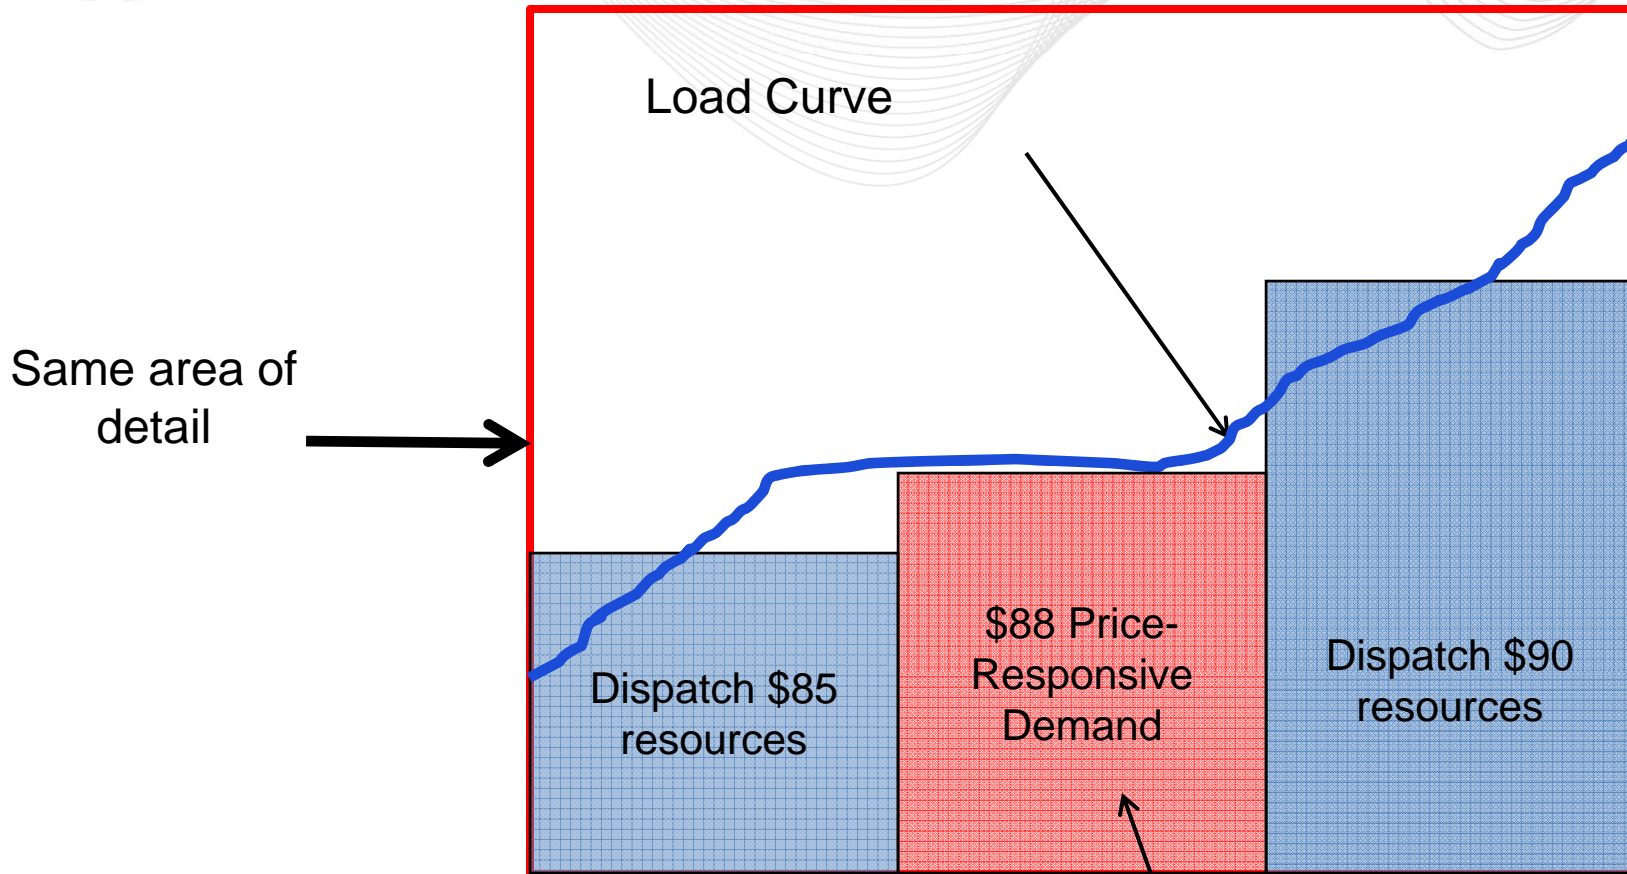 Load Curve
Same area of
detail
$88 Price-
Responsive
Demand
Dispatch $85
resources
Dispatch $90
resources